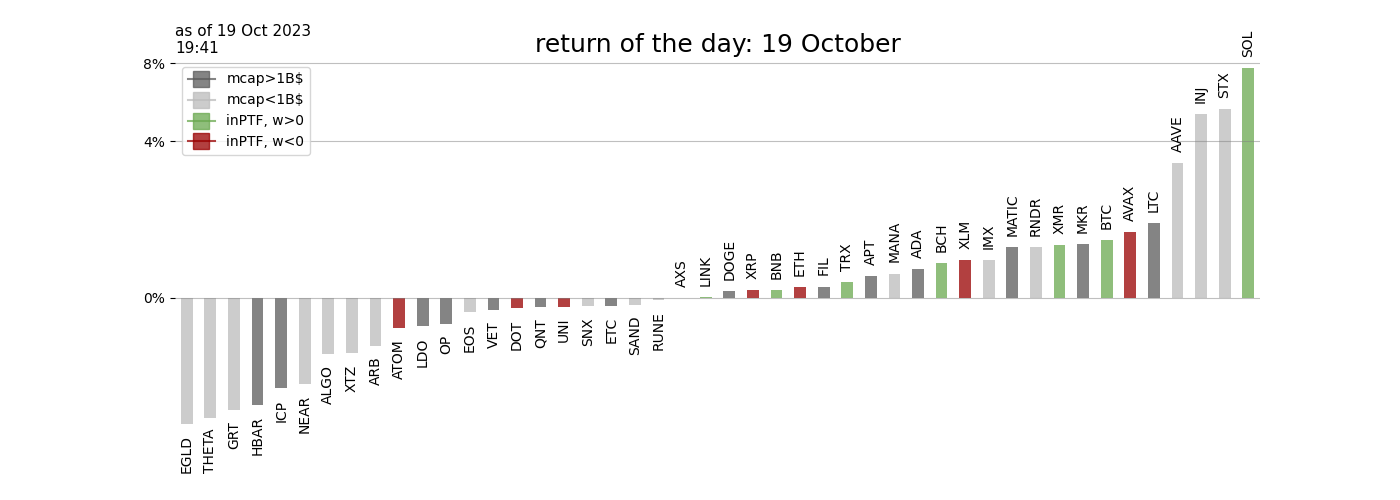 as of 19 Oct 2023
19:41
return of the day: 19 October
8%
4%
0%
mcap>1B$
mcap<1B$
inPTF, w>0
inPTF, w<0
EGLD
THETA
GRT
HBAR
ICP
NEAR
ALGO
XTZ
ARB
ATOM
LDO
OP
EOS
VET
DOT
QNT
UNI
SNX
ETC
SAND
RUNE
AXS
LINK
DOGE
XRP
BNB
ETH
FIL
TRX
APT
MANA
ADA
BCH
XLM
IMX
MATIC
RNDR
XMR
MKR
BTC
AVAX
LTC
AAVE
INJ
STX
SOL